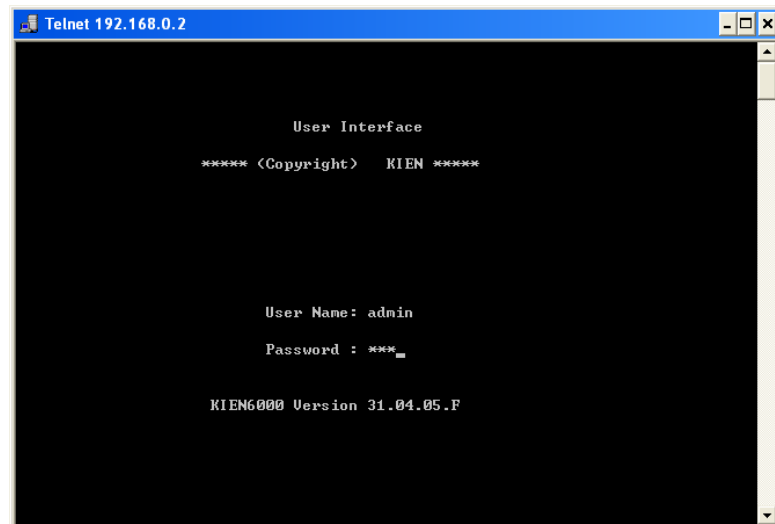 Telnet 192.168.0.2
User Interface
***** (Copyright) KIEN *****
User Name: admin
Password : ***_
KIEN6000 Version 31.04.05.F